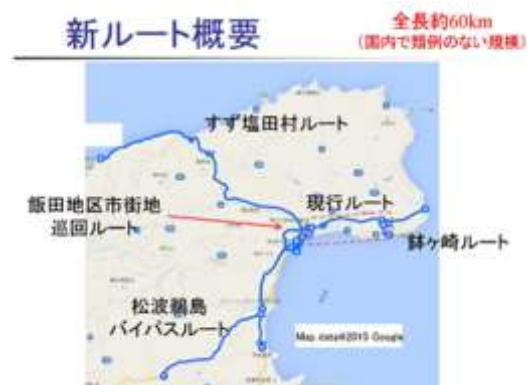 新ルート概要
全長約60km
(国内で類例のない規模)
すず塩田村ルート
飯田地区市街地
巡回ルート
現行ルート
鉢ヶ崎ルート
松波鵜島
バイパスルート
Map data©2015 Google